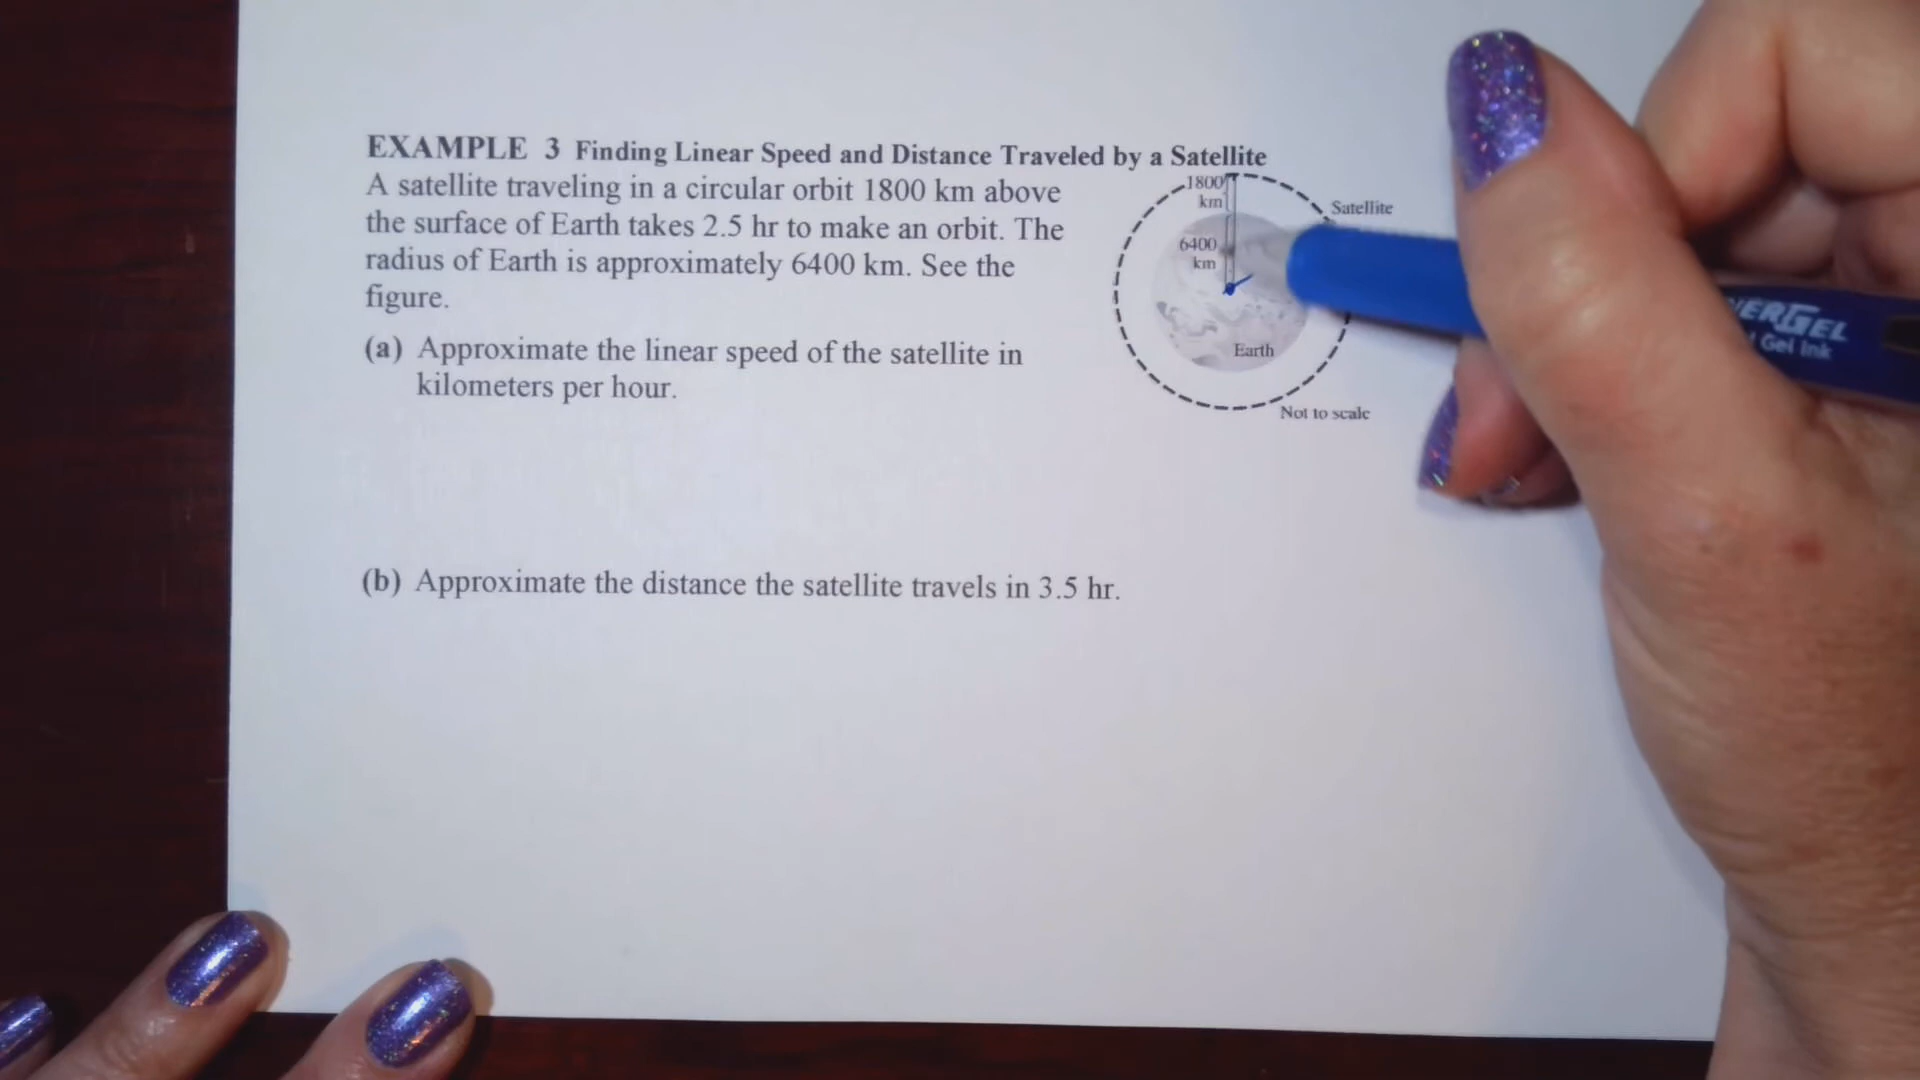 EXAMPLE 3 Finding Linear Speed and Distance Traveled by a Satellite
A satellite traveling in a circular orbit 1800 km above
the surface of Earth takes 2.5 hr to make an orbit. The
radius of Earth is approximately 6400 km. See the
figure.
(a) Approximate the linear speed of the satellite in
kilometers per hour.
(b) Approximate the distance the satellite travels in 3.5 hr.
1800
km
Satellite
6400
km
Earth
Not to scale
Gel Ink